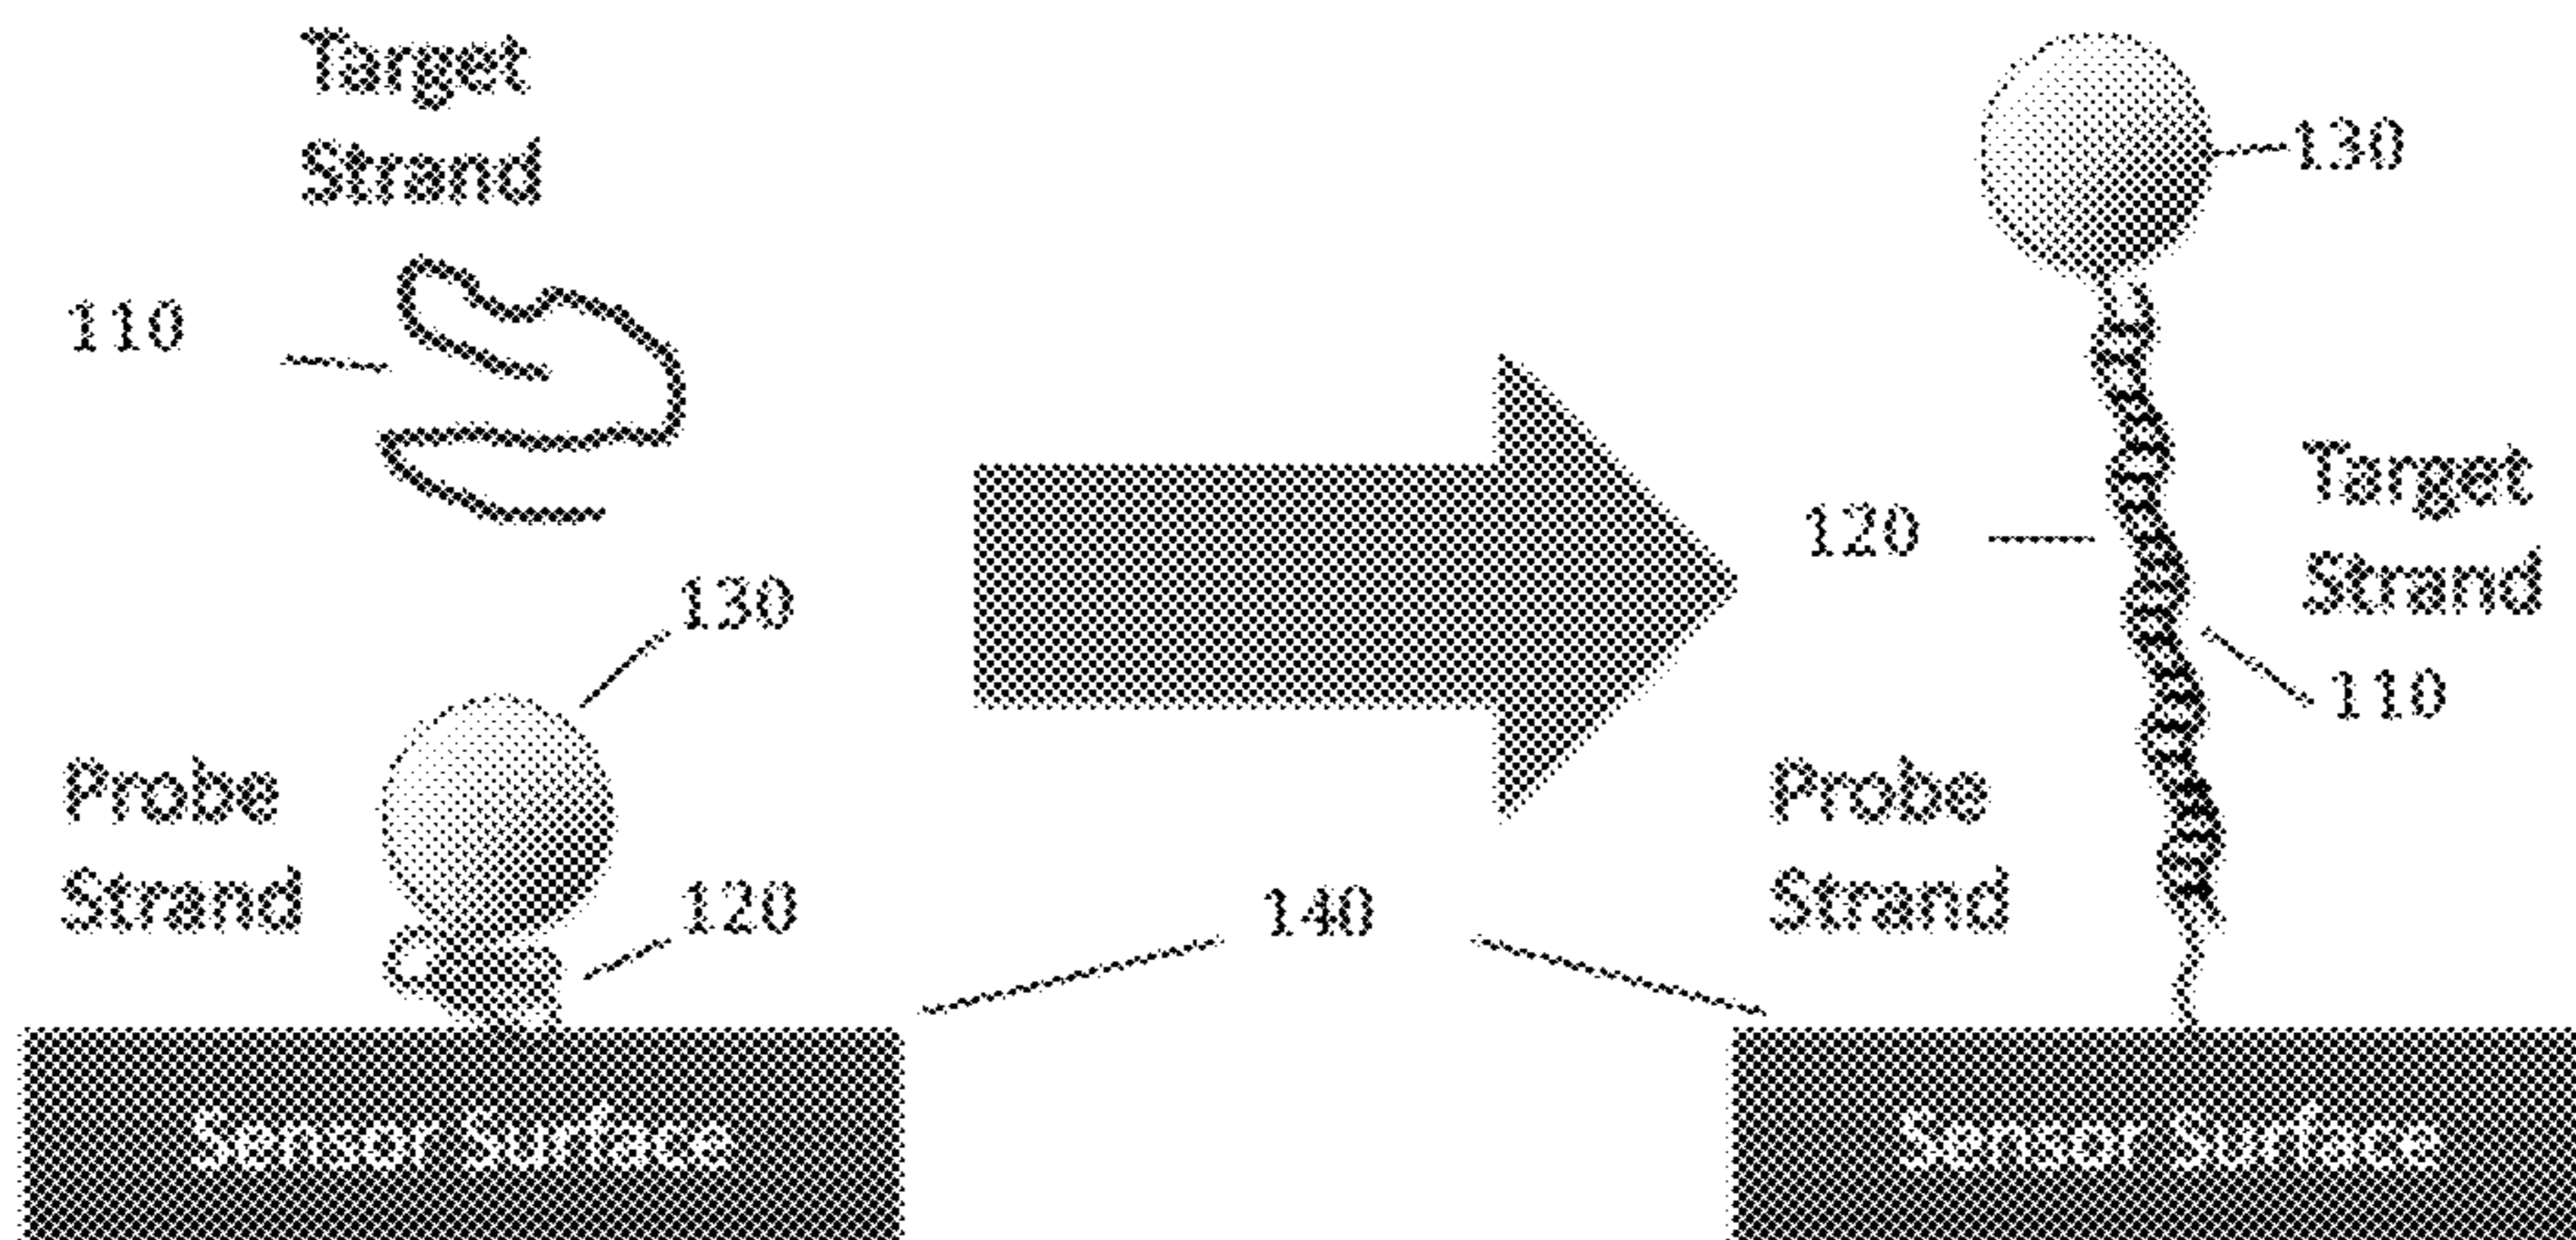 Target
Strand
110
130
Probe
Strand
120
Sensor Surface
140
130
120
Target
Strand
110
Probe
Strand
Sensor Surface